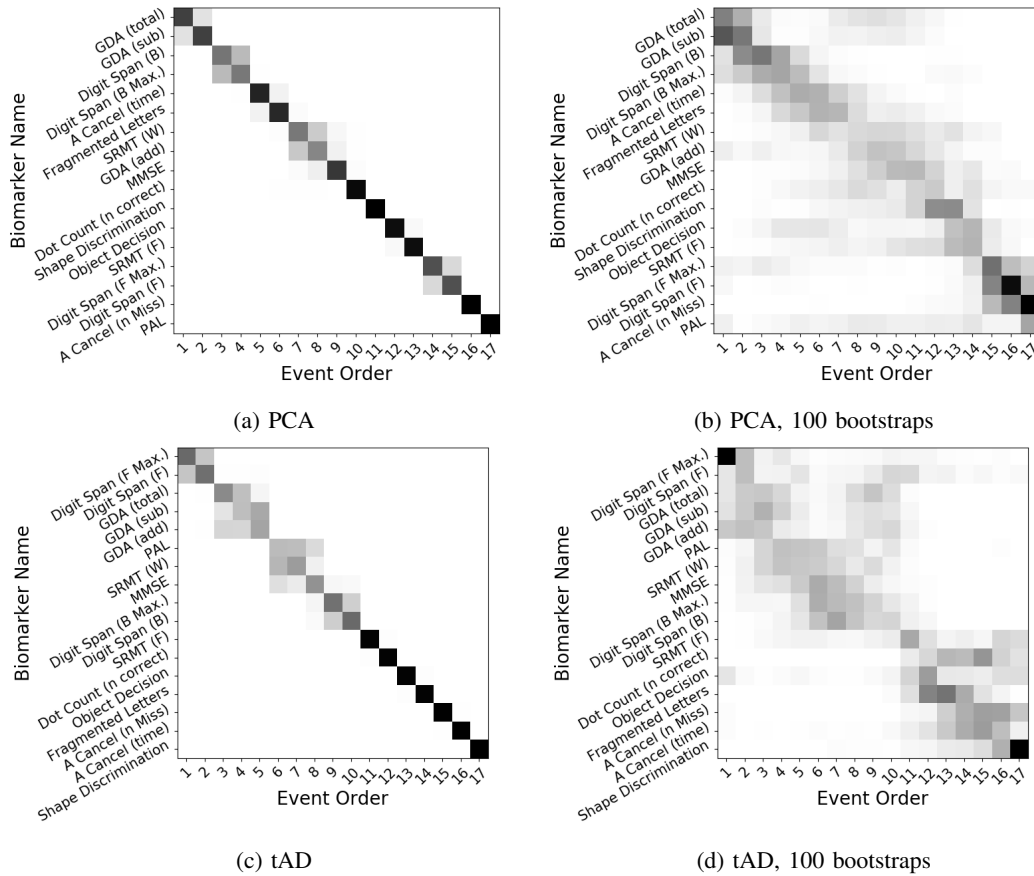 GDA (total)
GDA (sub)
Digit Span (B)
Digit Span (B Max.)
A Cancel (time)
Fragmented Letters
SRMT (W)
GDA (add)
MMSE
Dot Count (n correct)
Shape Discrimination
Object Decision
SRMT (F)
Digit Span (F Max.)
Digit Span (F)
A Cancel (n Miss)
PAL
Biomarker Name
1 2 3 4 5 6 7 8 9 10 11 12 13 14 15 16 17
Event Order
(a) PCA
GDA (total)
GDA (sub)
Digit Span (B)
Digit Span (B Max.)
A Cancel (time)
Fragmented Letters
SRMT (W)
GDA (add)
MMSE
Dot Count (n correct)
Shape Discrimination
Object Decision
SRMT (F)
Digit Span (F Max.)
Digit Span (F)
A Cancel (n Miss)
PAL
Biomarker Name
1 2 3 4 5 6 7 8 9 10 11 12 13 14 15 16 17
Event Order
(b) PCA, 100 bootstraps
Digit Span (F Max.)
Digit Span (F)
GDA (total)
GDA (sub)
GDA (add)
PAL
SRMT (W)
MMSE
Digit Span (B Max.)
Digit Span (B)
SRMT (F)
Dot Count (n correct)
Object Decision
Fragmented Letters
A Cancel (n Miss)
A Cancel (time)
Shape Discrimination
Biomarker Name
1 2 3 4 5 6 7 8 9 10 11 12 13 14 15 16 17
Event Order
(c) tAD
Digit Span (F Max.)
Digit Span (F)
GDA (total)
GDA (sub)
GDA (add)
PAL
SRMT (W)
MMSE
Digit Span (B Max.)
Digit Span (B)
SRMT (F)
Dot Count (n correct)
Object Decision
Fragmented Letters
A Cancel (n Miss)
A Cancel (time)
Shape Discrimination
Biomarker Name
1 2 3 4 5 6 7 8 9 10 11 12 13 14 15 16 17
Event Order
(d) tAD, 100 bootstraps